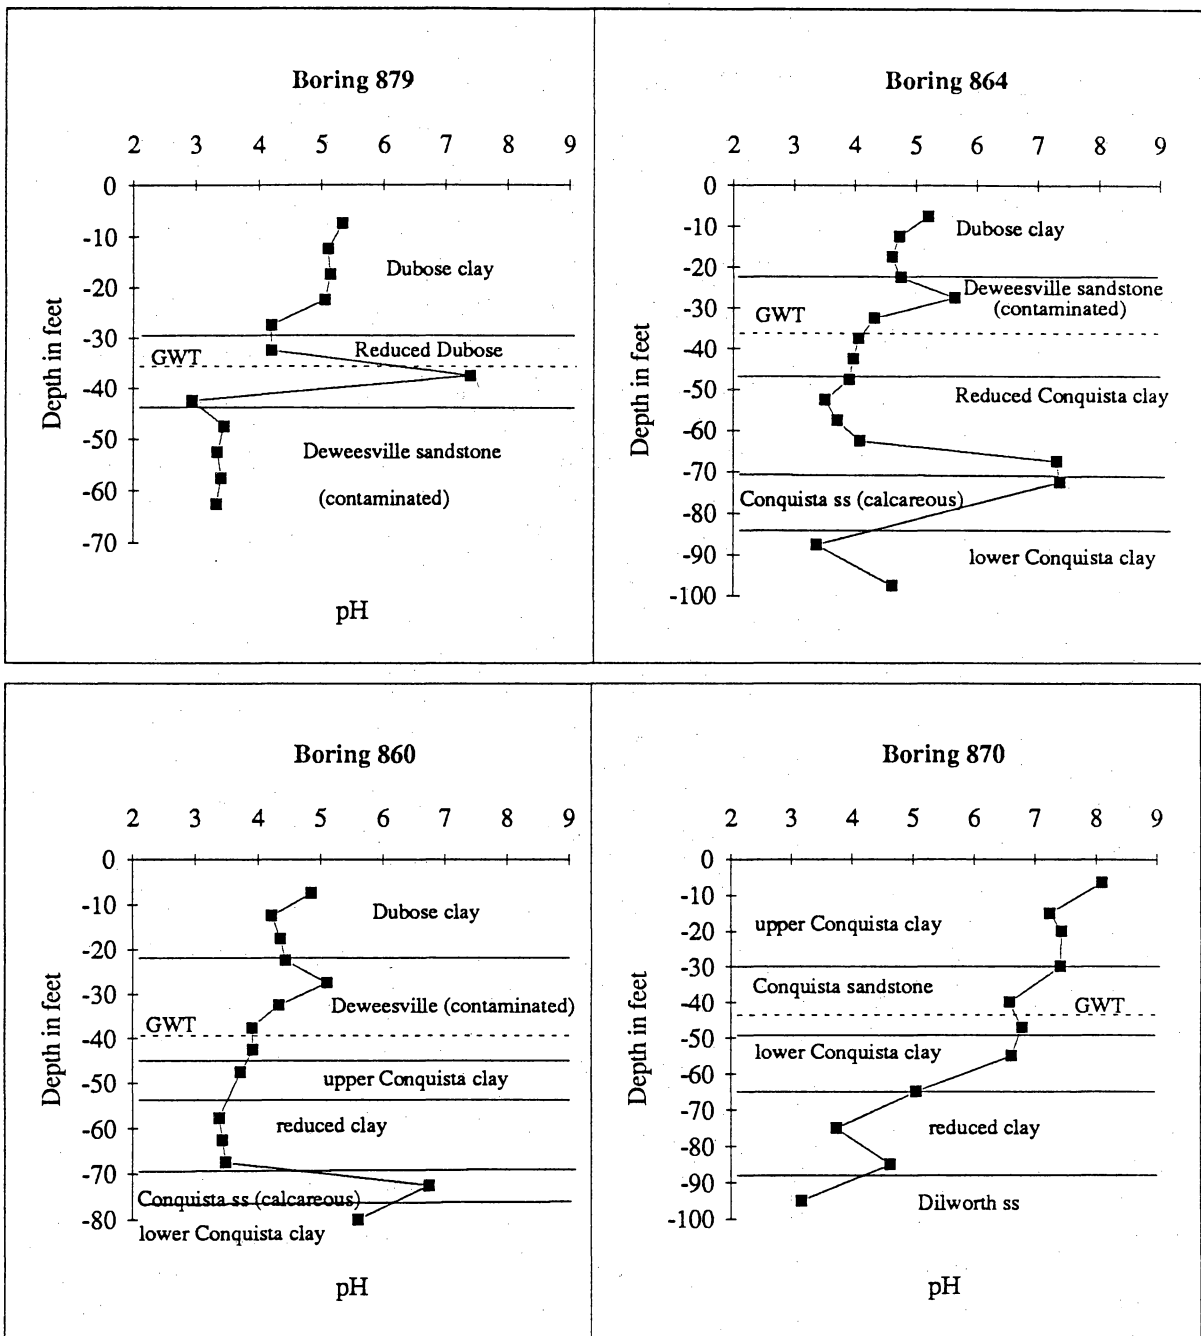 Boring 879
2 3 4 5 6 7 8 9
0
-10
-20
-30
-40
-50
-60
-70
Depth in feet
Dubose clay
Reduced Dubose
GWT
Deweesville sandstone
(contaminated)
pH
Boring 864
2 3 4 5 6 7 8 9
0
-10
-20
-30
-40
-50
-60
-70
-80
-90
-100
Depth in feet
Dubose clay
Deweesville sandstone
(contaminated)
GWT
Reduced Conquista clay
Conquista ss (calcareous)
lower Conquista clay
Boring 860
2 3 4 5 6 7 8 9
0
-10
-20
-30
-40
-50
-60
-70
-80
Depth in feet
Dubose clay
Deweesville (contaminated)
GWT
upper Conquista clay
reduced clay
Conquista ss (calcareous)
lower Conquista clay
pH
Boring 870
2 3 4 5 6 7 8 9
0
-10
-20
-30
-40
-50
-60
-70
-80
-90
-100
Depth in feet
upper Conquista clay
Conquista sandstone
GWT
lower Conquista clay
reduced clay
Dilworth ss
pH